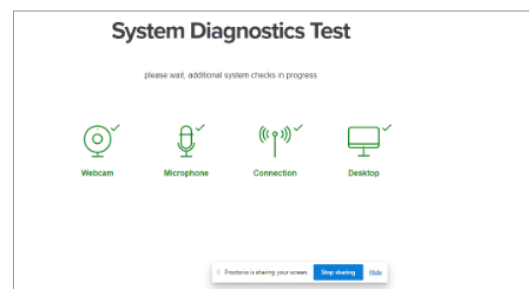 System Diagnostics Test
please wait, additional system checks in progress
Webcam Microphone Connection Desktop
Proctorio is sharing your screen. Stop sharing Hide